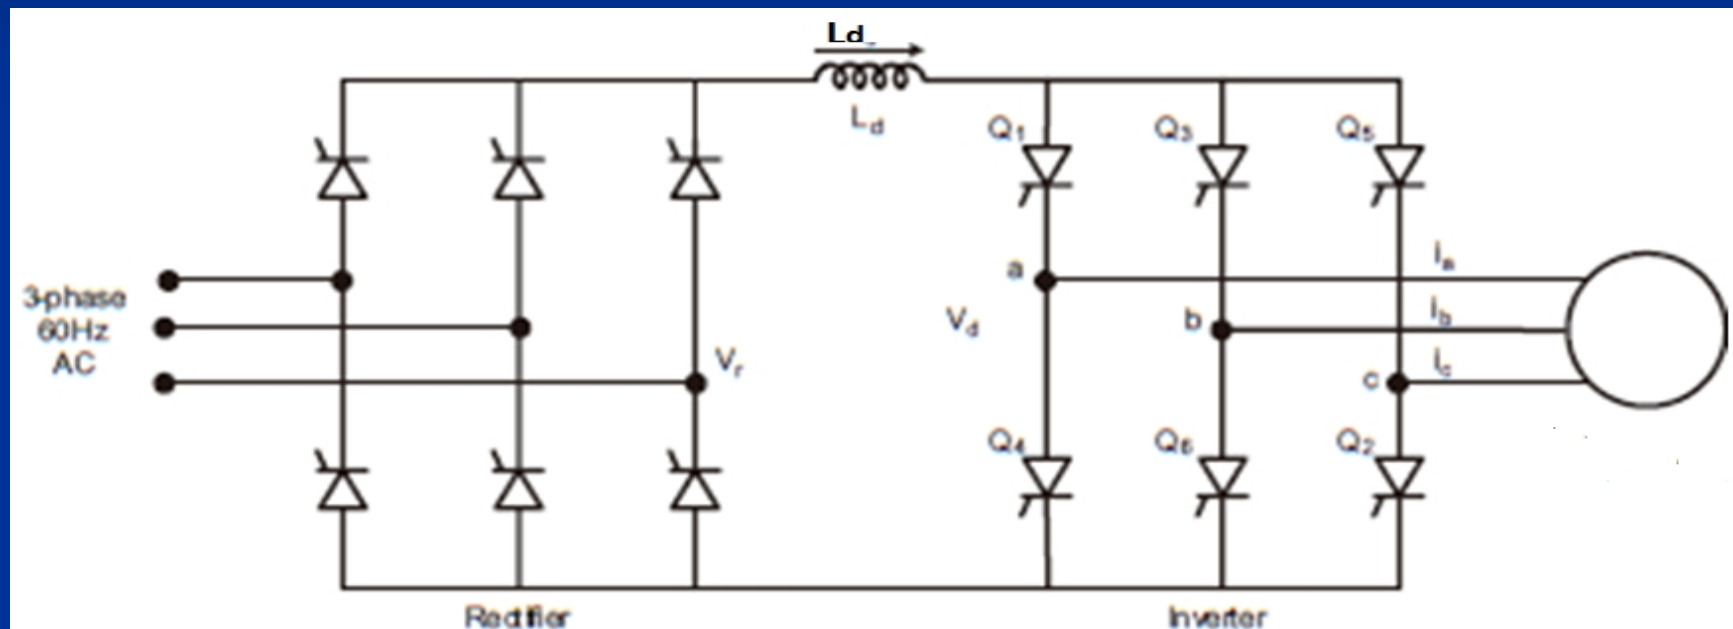 Ld
Ld
Q1
Q3
Q5
3-phase
60Hz
AC
Vr
a
Vd
b
c
ia
ib
ic
Q4
Q6
Q2
Rectifier
Inverter